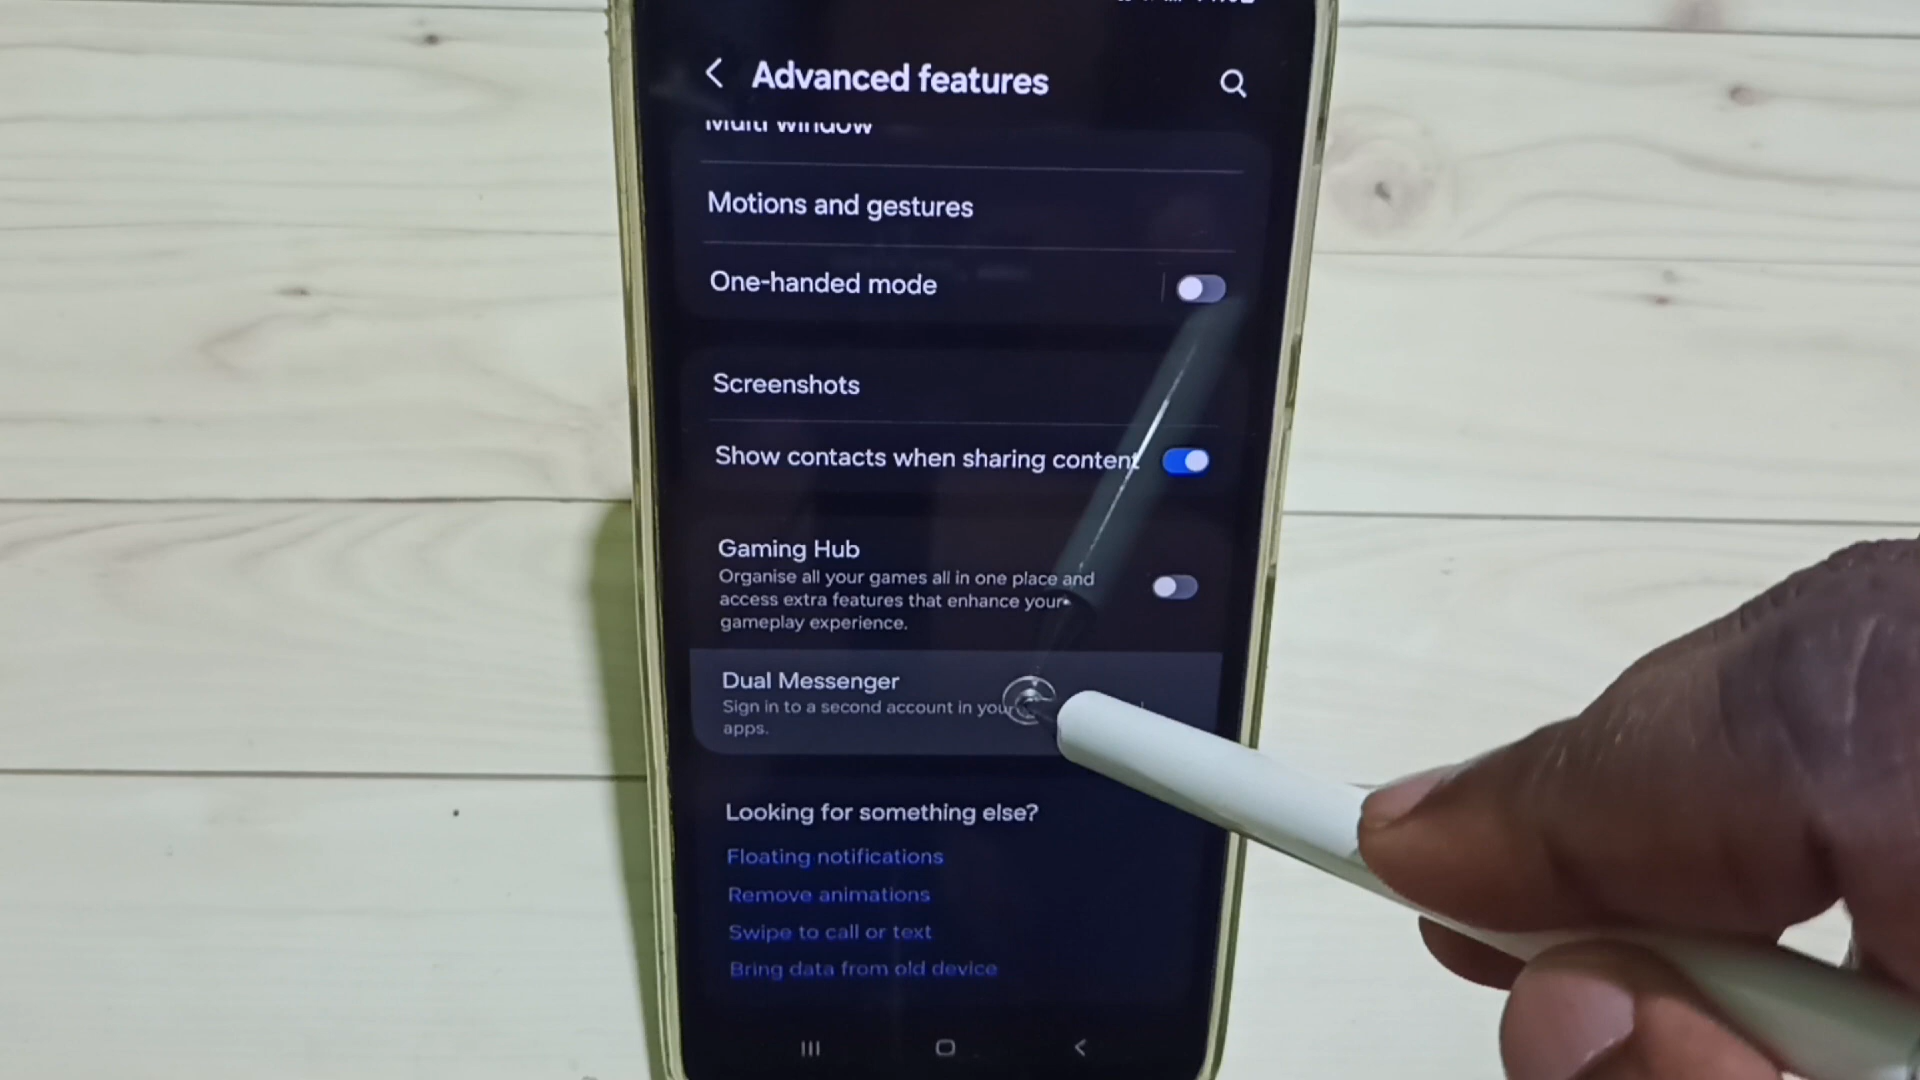 Advanced features
Multi window
Motions and gestures
One-handed mode
Screenshots
Show contacts when sharing content
Gaming Hub
Organise all your games all in one place and
access extra features that enhance your
gameplay experience.
Dual Messenger
Sign in to a second account in your
apps.
Looking for something else?
Floating notifications
Remove animations
Swipe to call or text
Bring data from old device